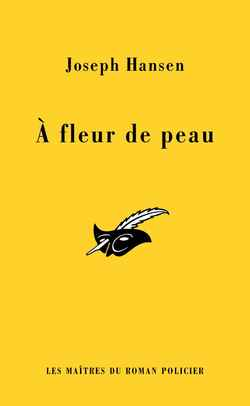 Joseph Hansen
À fleur de peau
LES MAÎTRES DU ROMAN POLICIER